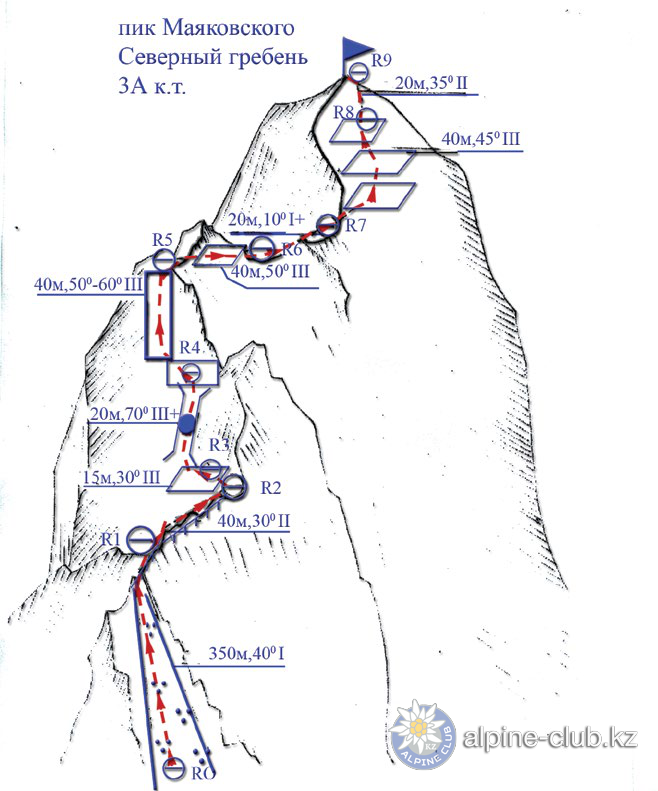 пик Маяковского
Северный гребень
3А к.т.
R9
20м,35⁰ II
R8
40м,45⁰ III
20м,10⁰ I+
R7
R5
R6
40м,50⁰ III
40м,50⁰-60⁰ III
R4
20м,70⁰ III+
R3
15м,30⁰ III
R2
40м,30⁰ II
R1
350м,40⁰ I
R0
KZ
ALPINE CLUB
alpine-club.kz